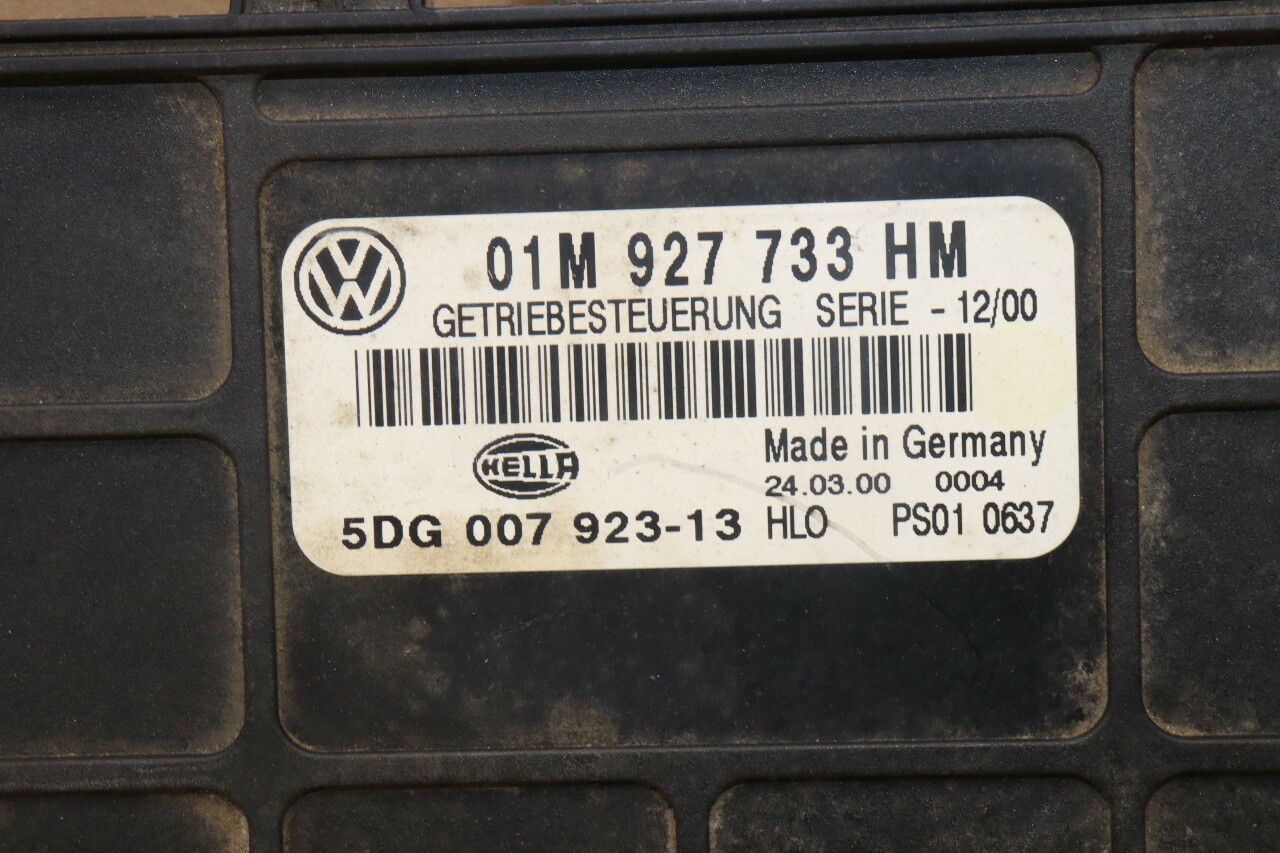 01M 927 733 HM
GETRIEBESTEUERUNG SERIE - 12/00
HELLA
Made in Germany
24.03.00 0004
5DG 007 923-13 HLO PS01 0637